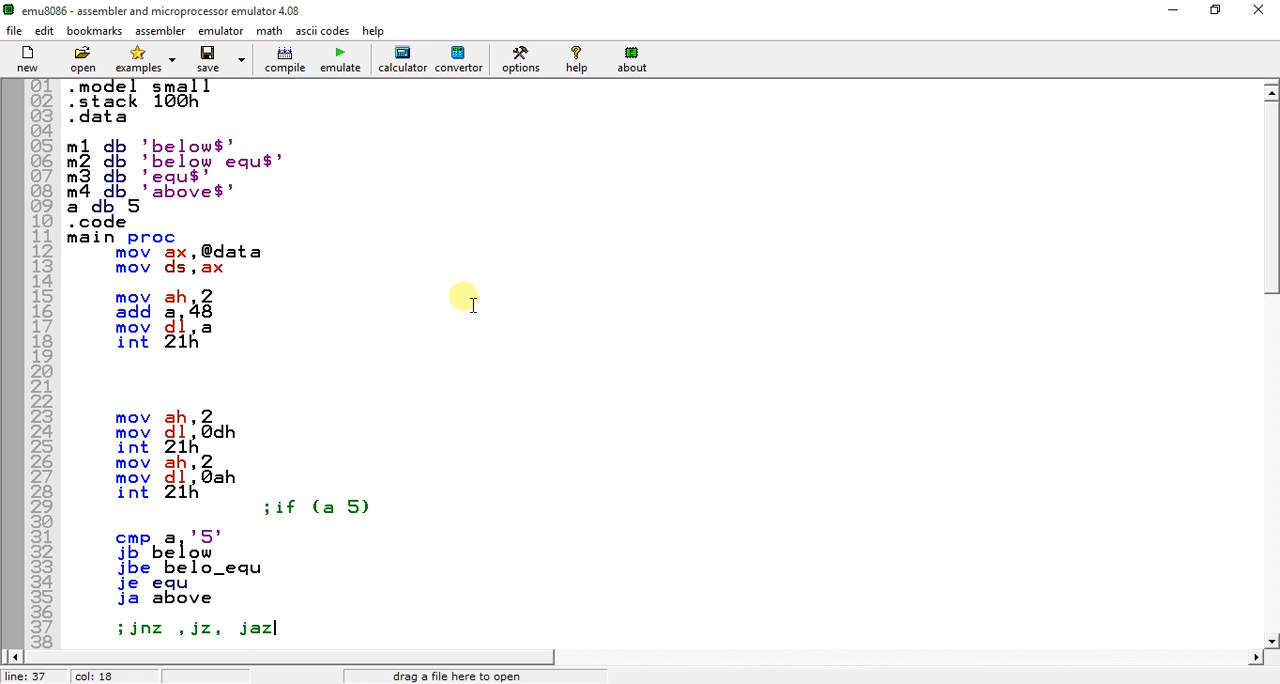 emu8086 - assembler and microprocessor emulator 4.08
file edit bookmarks assembler emulator math ascii codes help
new open examples save compile emulate calculator convertor options help about
01 .model small
02 .stack 100h
03 .data
04
05 m1 db 'below$'
06 m2 db 'below equ$'
07 m3 db 'equ$'
08 m4 db 'above$'
09 a db 5
10 .code
11 main proc
12 mov ax,@data
13 mov ds,ax
14
15 mov ah,2
16 add a,48
17 mov dl,a
18 int 21h
19
20
21
22
23 mov ah,2
24 mov dl,0dh
25 int 21h
26 mov ah,2
27 mov dl,0ah
28 int 21h
29 ;if (a 5)
30
31 cmp a,'5'
32 jb below
33 jbe belo_equ
34 je equ
35 ja above
36
37 ;jnz ,jz, jaz
38
line: 37 col: 18 drag a file here to open